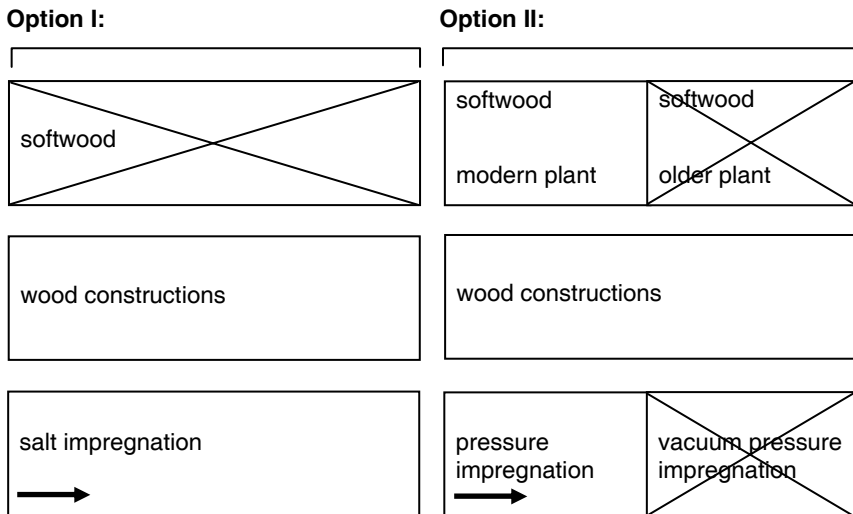 Option I:
softwood
wood constructions
salt impregnation
Option II:
softwood
modern plant
softwood
older plant
wood constructions
pressure
impregnation
vacuum pressure
impregnation